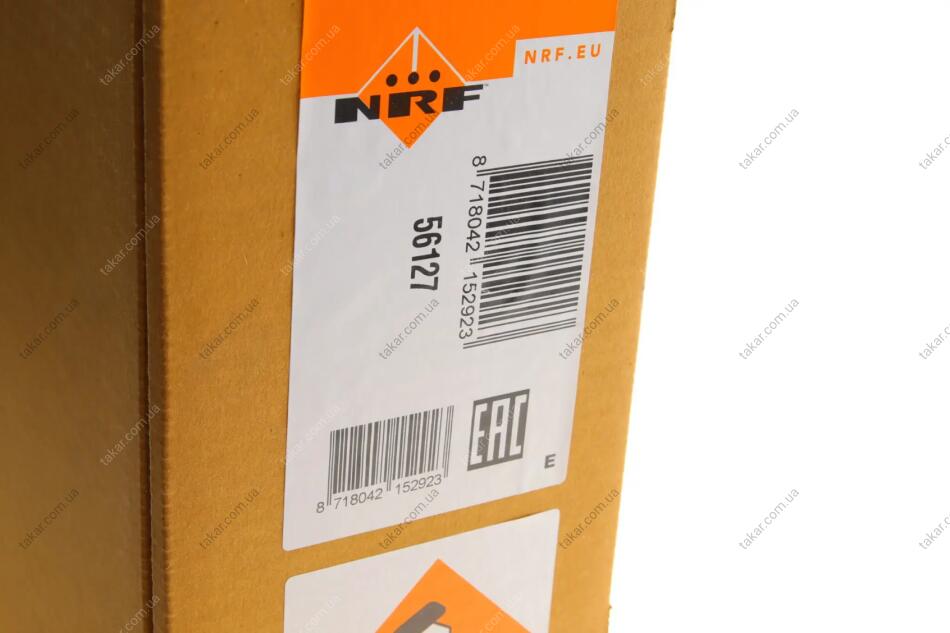 NRF.EU
NRF
8 718042 152923
56127
EAC
8 718042 152923
E
takar.com.ua